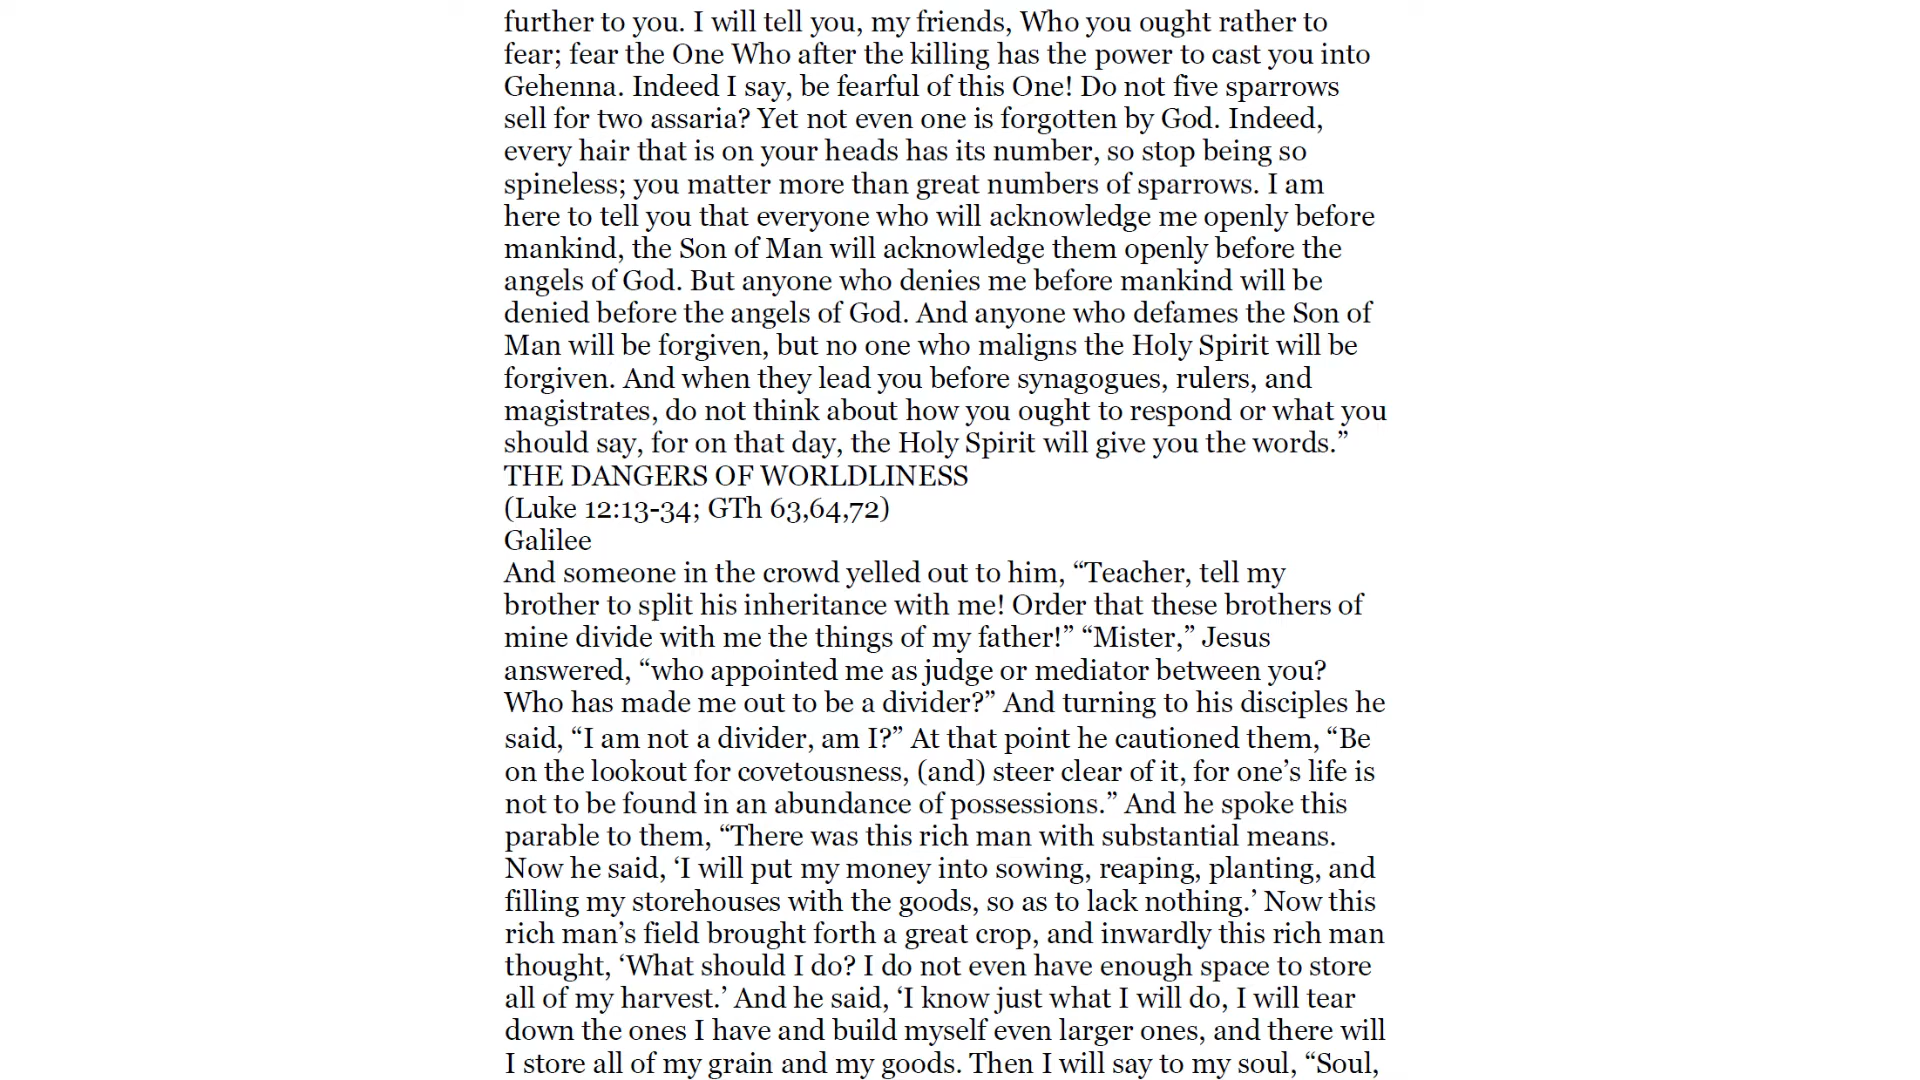 further to you. I will tell you, my friends, Who you ought rather to
fear; fear the One Who after the killing has the power to cast you into
Gehenna. Indeed I say, be fearful of this One! Do not five sparrows
sell for two assaria? Yet not even one is forgotten by God. Indeed,
every hair that is on your heads has its number, so stop being so
spineless; you matter more than great numbers of sparrows. I am
here to tell you that everyone who will acknowledge me openly before
mankind, the Son of Man will acknowledge them openly before the
angels of God. But anyone who denies me before mankind will be
denied before the angels of God. And anyone who defames the Son of
Man will be forgiven, but no one who maligns the Holy Spirit will be
forgiven. And when they lead you before synagogues, rulers, and
magistrates, do not think about how you ought to respond or what you
should say, for on that day, the Holy Spirit will give you the words.”
THE DANGERS OF WORLDLINESS
(Luke 12:13-34; GTh 63,64,72)
Galilee
And someone in the crowd yelled out to him, “Teacher, tell my
brother to split his inheritance with me! Order that these brothers of
mine divide with me the things of my father!” “Mister,” Jesus
answered, “who appointed me as judge or mediator between you?
Who has made me out to be a divider?” And turning to his disciples he
said, “I am not a divider, am I?” At that point he cautioned them, “Be
on the lookout for covetousness, (and) steer clear of it, for one’s life is
not to be found in an abundance of possessions.” And he spoke this
parable to them, “There was this rich man with substantial means.
Now he said, ‘I will put my money into sowing, reaping, planting, and
filling my storehouses with the goods, so as to lack nothing.’ Now this
rich man’s field brought forth a great crop, and inwardly this rich man
thought, ‘What should I do? I do not even have enough space to store
all of my harvest.’ And he said, ‘I know just what I will do, I will tear
down the ones I have and build myself even larger ones, and there will
I store all of my grain and my goods. Then I will say to my soul, “Soul,